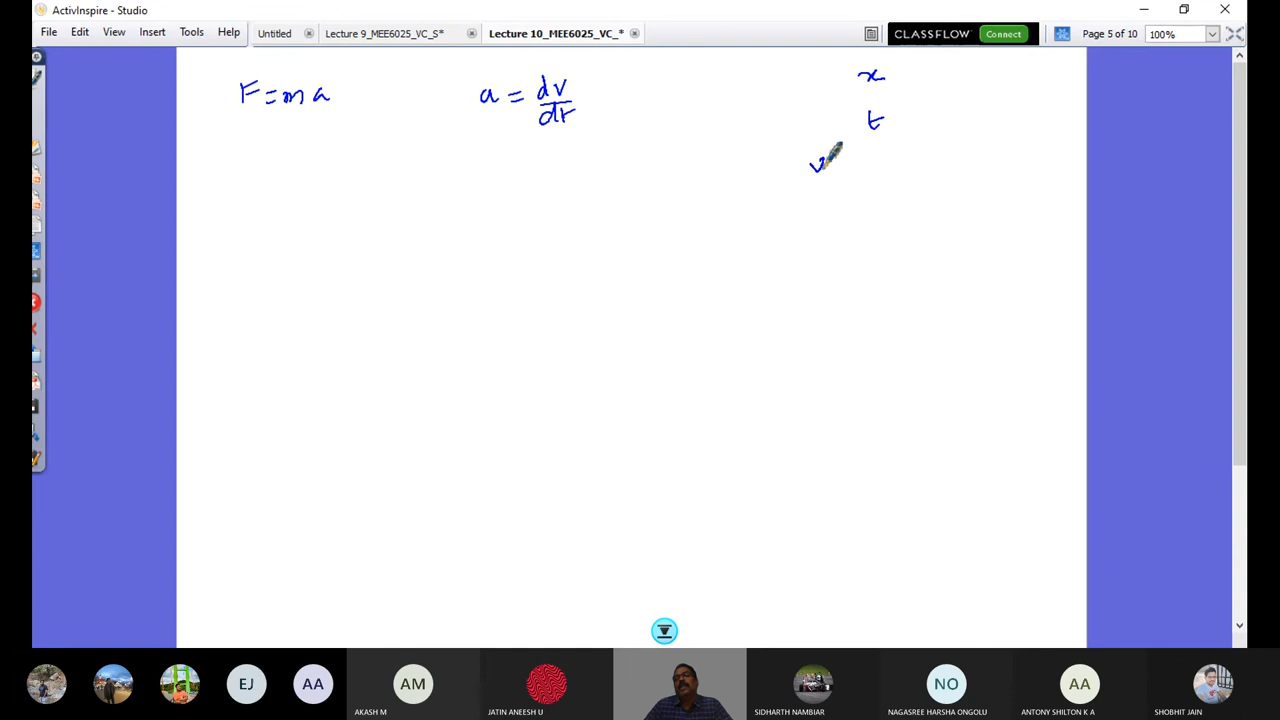 ActivInspire - Studio
File Edit View Insert Tools Help
Untitled
Lecture 9_MEE6025_VC_S*
Lecture 10_MEE6025_VC_*
CLASSFLOW Connect
Page 5 of 10
100%
F = ma
a = dv/dt
x
t
v
EJ
AA
AM
AKASH M
JATIN ANEESH U
SIDHARTH NAMBIAR
NO
NAGASREE HARSHA ONGOLU
AA
ANTONY SHILTON K A
SHOBHIT JAIN